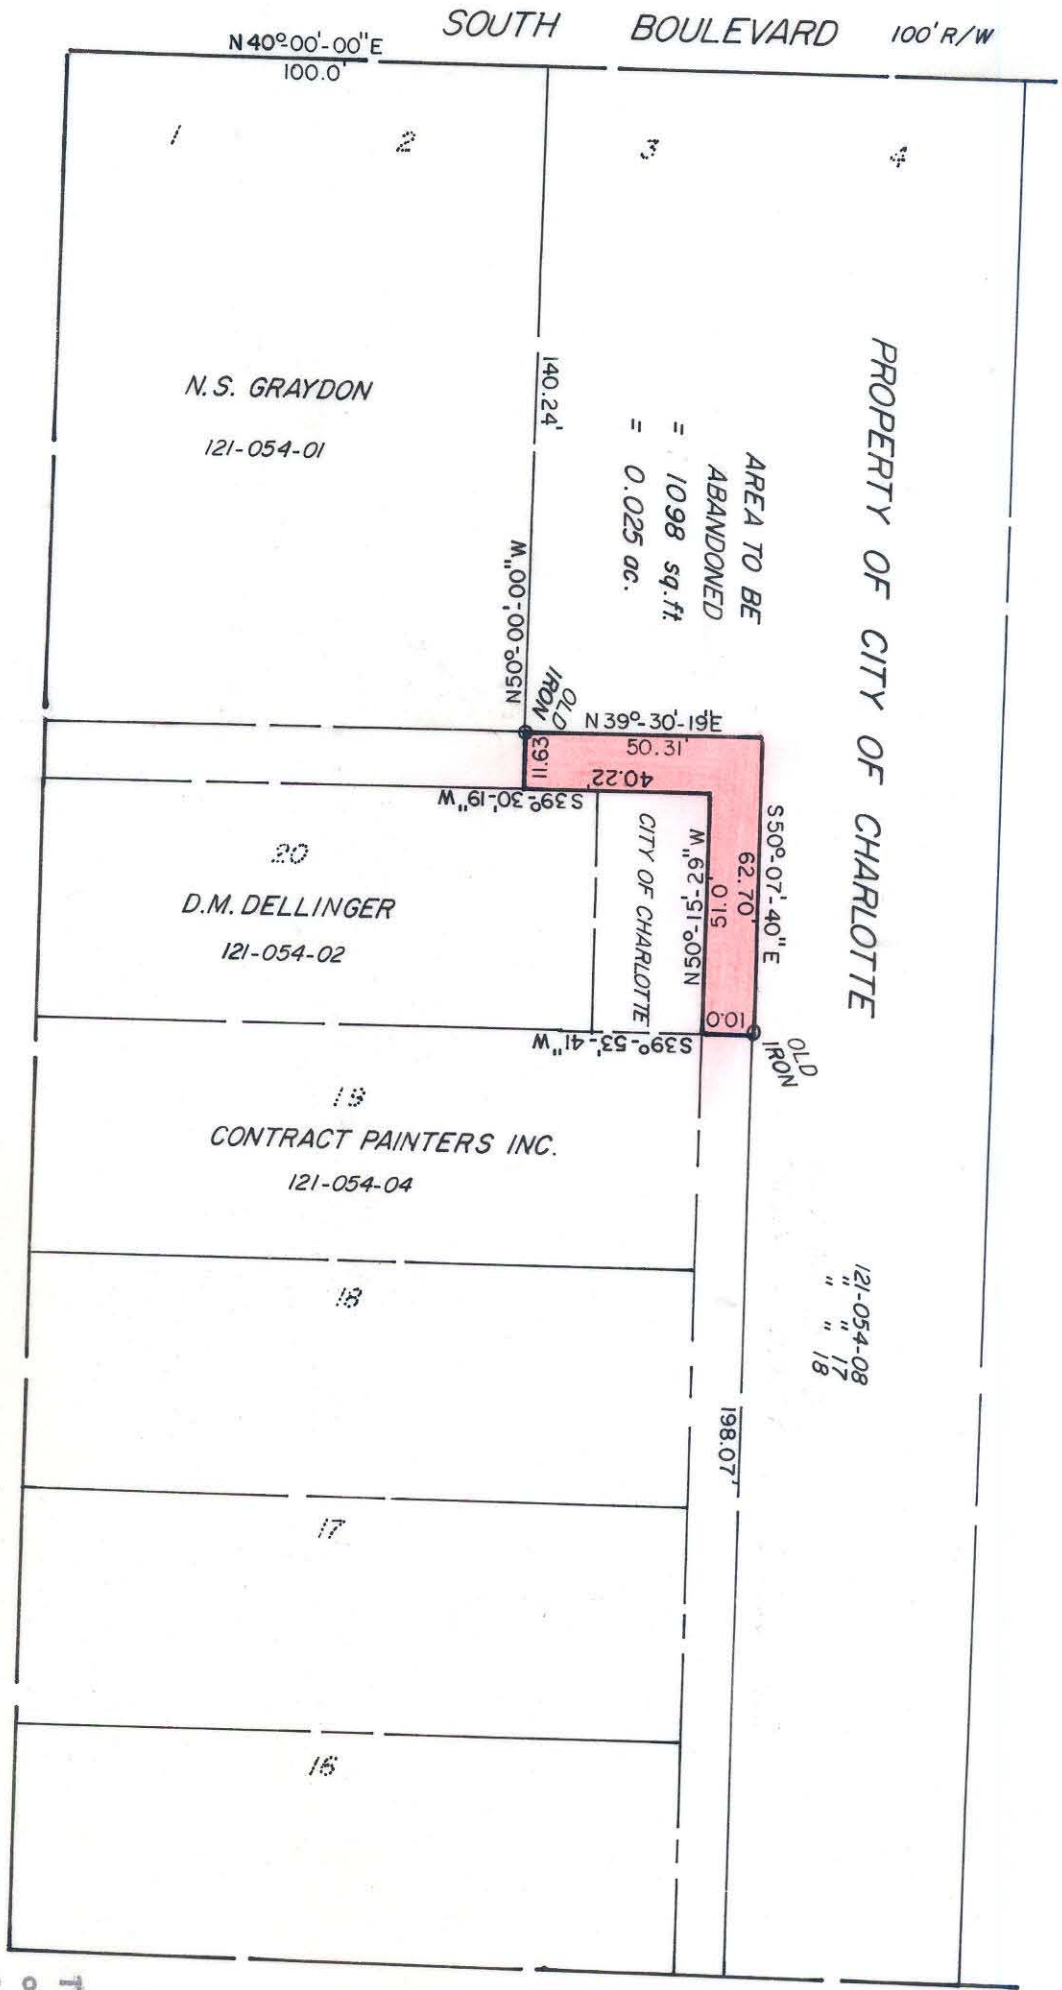 SOUTH BOULEVARD 100' R/W
N 40°-00'-00" E
100.0'
1
2
3
4
N.S. GRAYDON
121-054-01
140.24'
N50°-00'-00" W
AREA TO BE
ABANDONED
= 1098 sq.ft.
= 0.025 ac.
PROPERTY OF CITY OF CHARLOTTE
OLD
IRON
N 39°-30'-19" E
50.31'
11.63
40.22'
S39°-30'-19" W
S 50°-07'-40" E
62.70'
51.0'
N50°-15'-29" W
CITY OF CHARLOTTE
10.0
S39°-53'-41" W
OLD
IRON
20
D.M. DELLINGER
121-054-02
19
CONTRACT PAINTERS INC.
121-054-04
121-054-08
" " 17
" " 18
18
198.07'
17
16